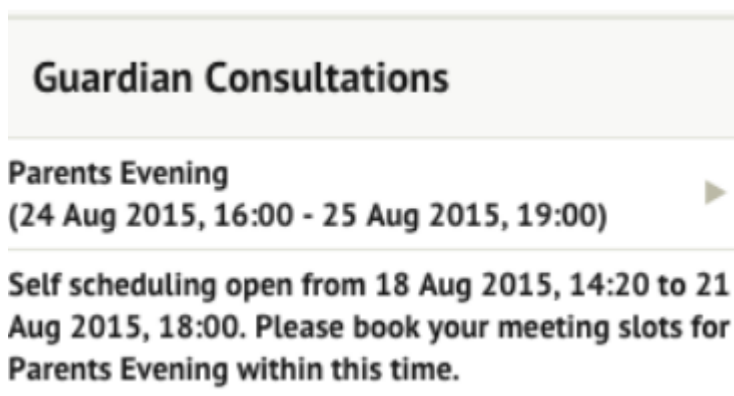 Guardian Consultations
Parents Evening
(24 Aug 2015, 16:00 - 25 Aug 2015, 19:00)
Self scheduling open from 18 Aug 2015, 14:20 to 21
Aug 2015, 18:00. Please book your meeting slots for
Parents Evening within this time.